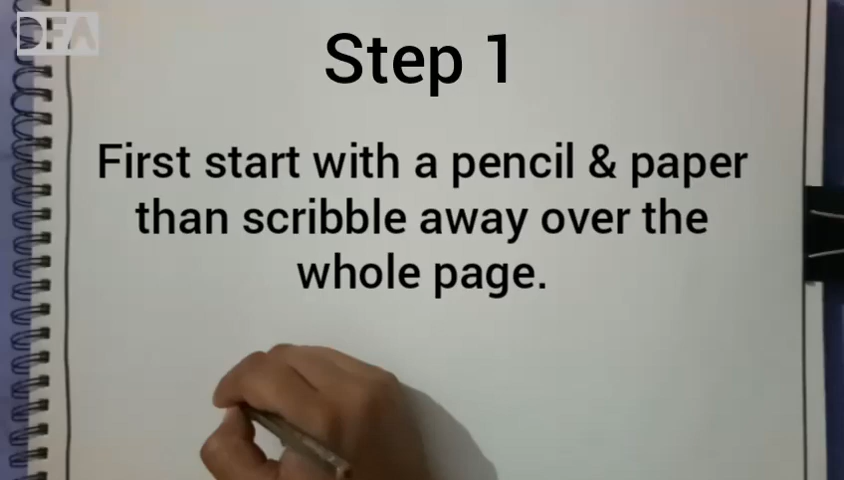 DFA
Step 1
First start with a pencil & paper
than scribble away over the
whole page.